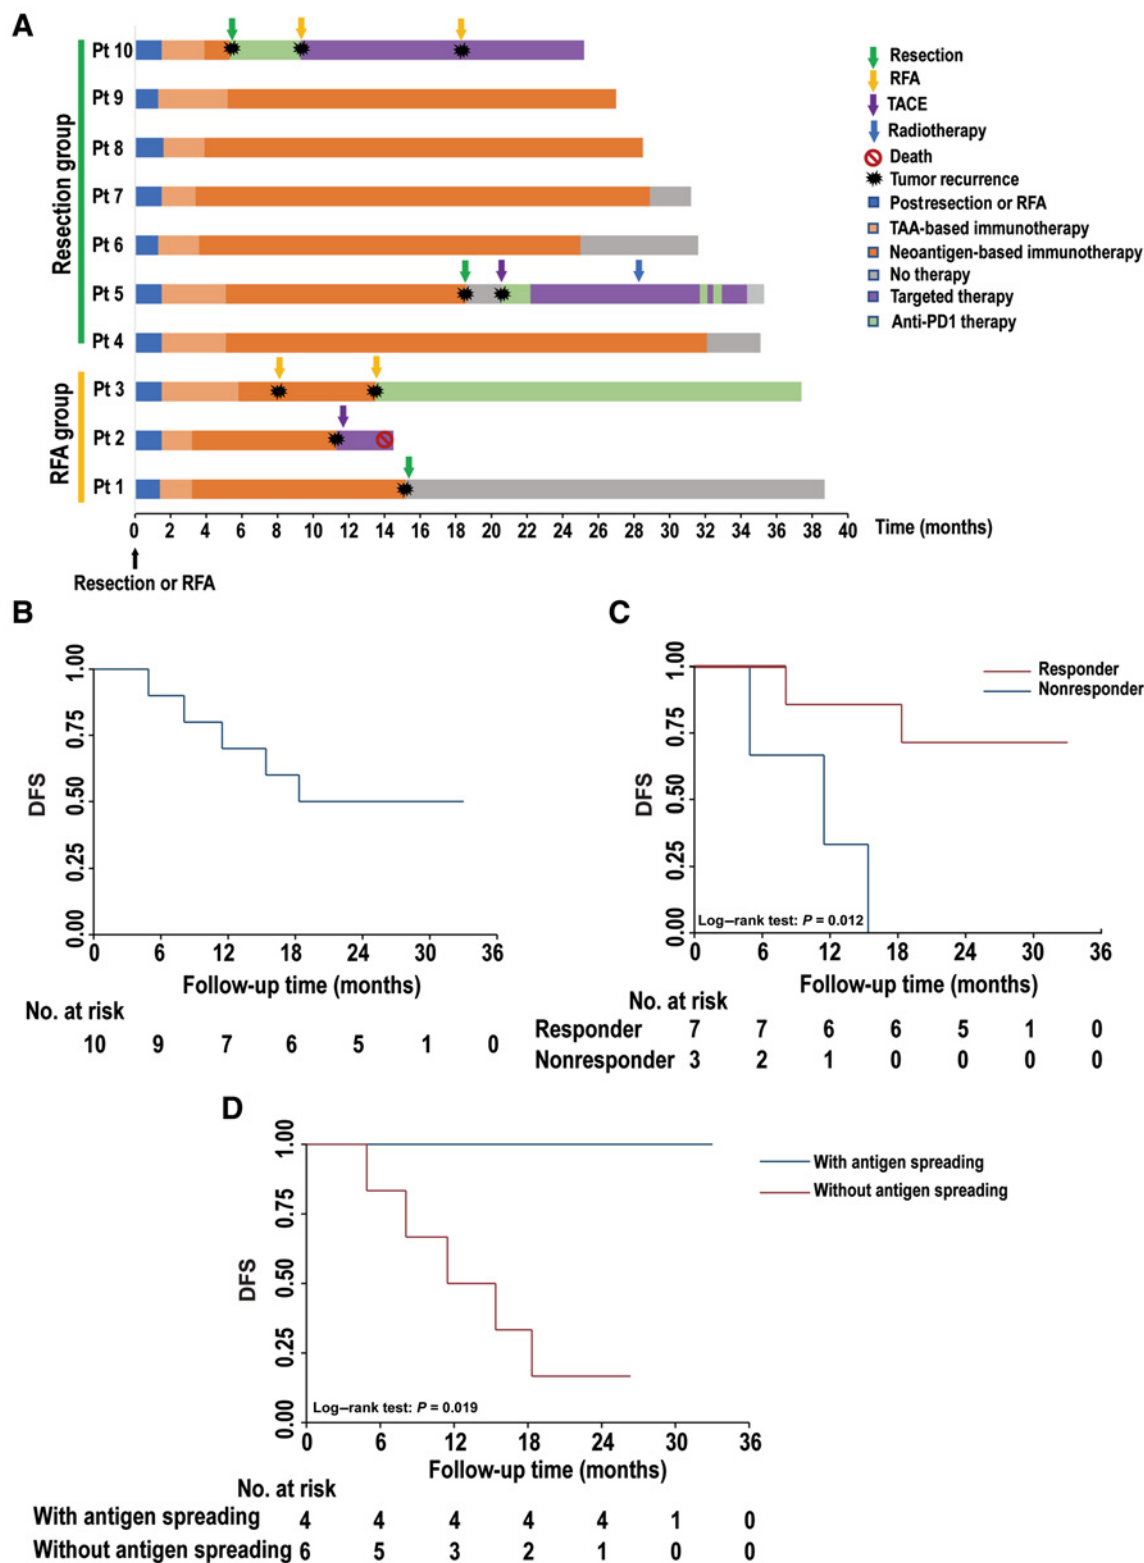 A
Resection group
RFA group
Pt 10
Pt 9
Pt 8
Pt 7
Pt 6
Pt 5
Pt 4
Pt 3
Pt 2
Pt 1
Resection
RFA
TACE
Radiotherapy
Death
Tumor recurrence
Postresection or RFA
TAA-based immunotherapy
Neoantigen-based immunotherapy
No therapy
Targeted therapy
Anti-PD1 therapy
0 2 4 6 8 10 12 14 16 18 20 22 24 26 28 30 32 34 36 38 40 Time (months)
Resection or RFA
B
DFS
1.00
0.75
0.50
0.25
0.00
0 6 12 18 24 30 36
Follow-up time (months)
No. at risk
10 9 7 6 5 1 0
C
DFS
1.00
0.75
0.50
0.25
0.00
Responder
Nonresponder
Log–rank test: P = 0.012
0 6 12 18 24 30 36
Follow-up time (months)
No. at risk
Responder 7 7 6 6 5 1 0
Nonresponder 3 2 1 0 0 0 0
D
DFS
1.00
0.75
0.50
0.25
0.00
With antigen spreading
Without antigen spreading
Log–rank test: P = 0.019
0 6 12 18 24 30 36
Follow-up time (months)
No. at risk
With antigen spreading 4 4 4 4 4 1 0
Without antigen spreading 6 5 3 2 1 0 0